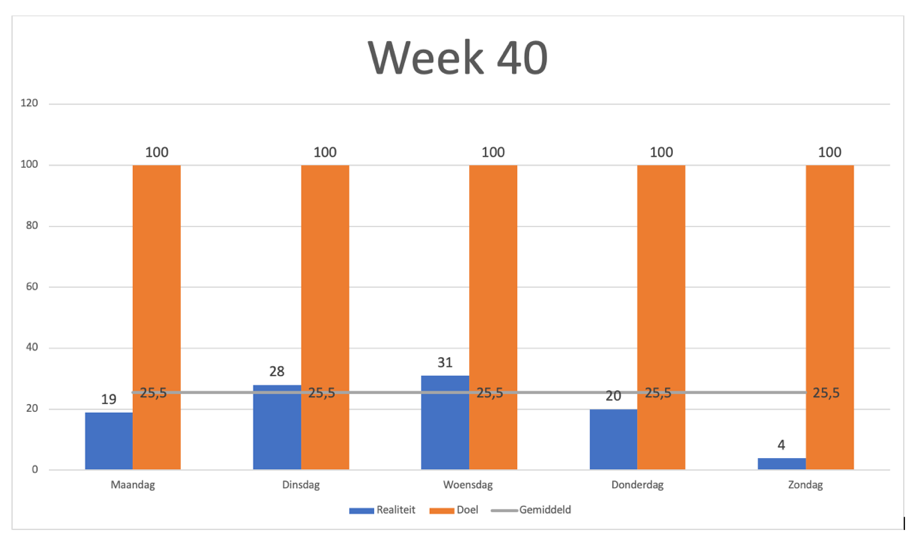 Week 40
120
100 100 100 100 100
100
80
60
40
31
28
19 25,5 25,5 25,5 20 25,5 25,5
20
4
0
Maandag Dinsdag Woensdag Donderdag Zondag
Realiteit Doel Gemiddeld